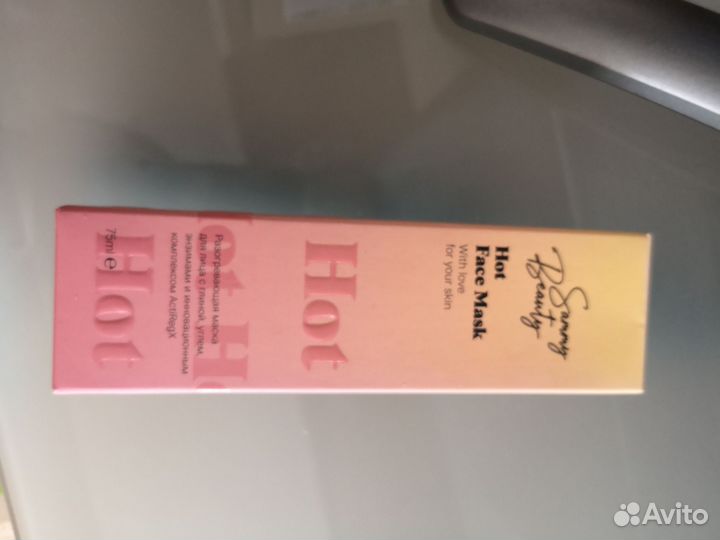 Sammy
Beauty
Hot
Face Mask
With love
for your skin
Hot
Hot H
Разогревающая маска
для лица с глиной, углем,
энзимами и инновационным
комплексом ActiRegX
Hot
75ml e
Avito